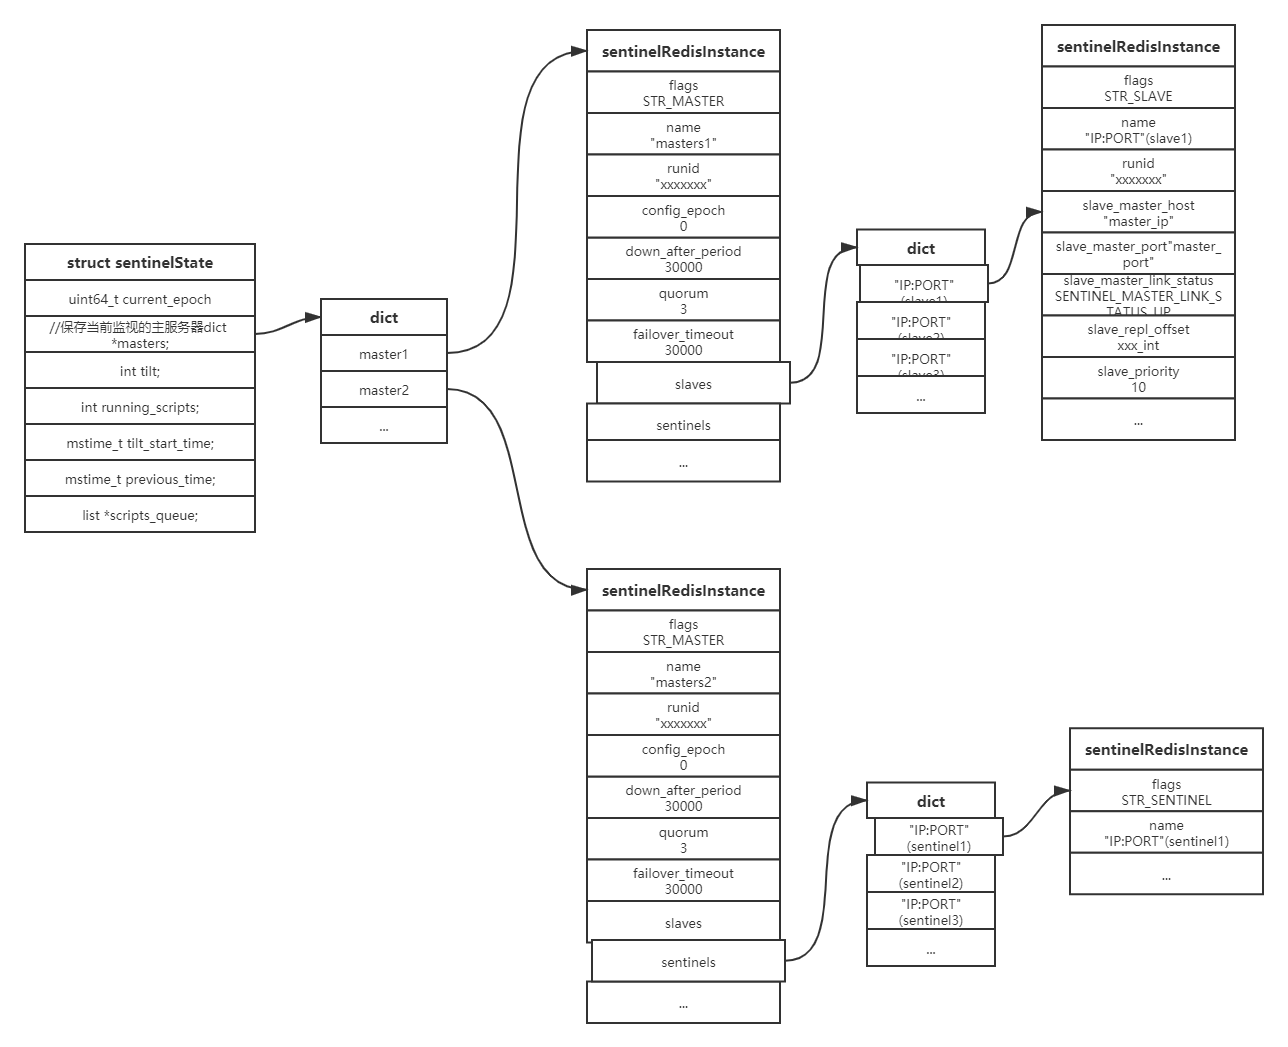 struct sentinelState
uint64_t current_epoch
//保存当前监视的主服务器dict
*masters;
int tilt;
int running_scripts;
mstime_t tilt_start_time;
mstime_t previous_time;
list *scripts_queue;
dict
master1
master2
...
sentinelRedisInstance
flags
STR_MASTER
name
"masters1"
runid
"xxxxxxx"
config_epoch
0
down_after_period
30000
quorum
3
failover_timeout
30000
slaves
sentinels
...
dict
"IP:PORT"
(slave1)
"IP:PORT"
(slave2)
"IP:PORT"
(slave3)
...
sentinelRedisInstance
flags
STR_SLAVE
name
"IP:PORT"(slave1)
runid
"xxxxxxx"
slave_master_host
"master_ip"
slave_master_port"master_
port"
slave_master_link_status
SENTINEL_MASTER_LINK_S
TATUS_UP
slave_repl_offset
xxx_int
slave_priority
10
...
sentinelRedisInstance
flags
STR_MASTER
name
"masters2"
runid
"xxxxxxx"
config_epoch
0
down_after_period
30000
quorum
3
failover_timeout
30000
slaves
sentinels
...
dict
"IP:PORT"
(sentinel1)
"IP:PORT"
(sentinel2)
"IP:PORT"
(sentinel3)
...
sentinelRedisInstance
flags
STR_SENTINEL
name
"IP:PORT"(sentinel1)
...